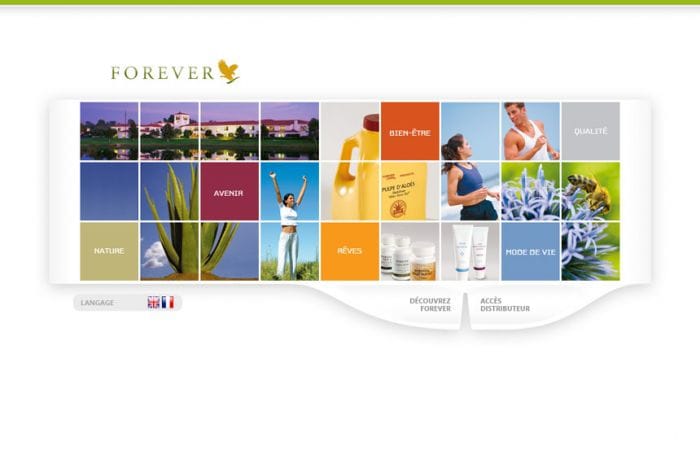 FOREVER
BIEN-ÊTRE
QUALITÉ
PULPE D'ALOÈS
AVENIR
NATURE
RÊVES
MODE DE VIE
LANGAGE
DÉCOUVREZ
FOREVER
ACCÈS
DISTRIBUTEUR